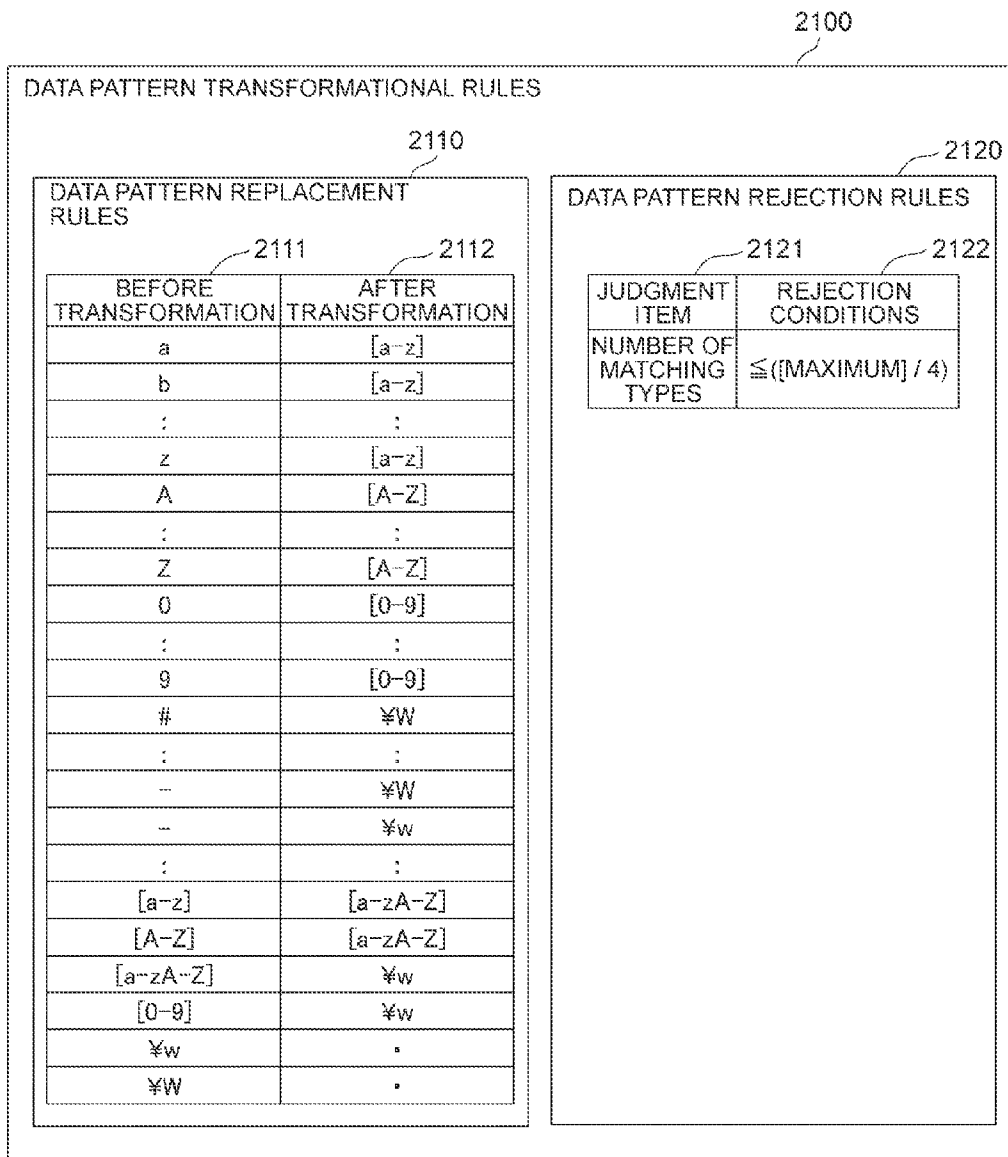 2100
DATA PATTERN TRANSFORMATIONAL RULES
2110
DATA PATTERN REPLACEMENT
RULES
2111 2112
BEFORE TRANSFORMATION AFTER TRANSFORMATION
a [a-z]
b [a-z]
: :
z [a-z]
A [A-Z]
: :
Z [A-Z]
0 [0-9]
: :
9 [0-9]
# ¥W
: :
- ¥W
- ¥w
: :
[a-z] [a-zA-Z]
[A-Z] [a-zA-Z]
[a-zA-Z] ¥w
[0-9] ¥w
¥w .
¥W .
2120
DATA PATTERN REJECTION RULES
2121 2122
JUDGMENT ITEM REJECTION CONDITIONS
NUMBER OF MATCHING TYPES ≦([MAXIMUM] / 4)